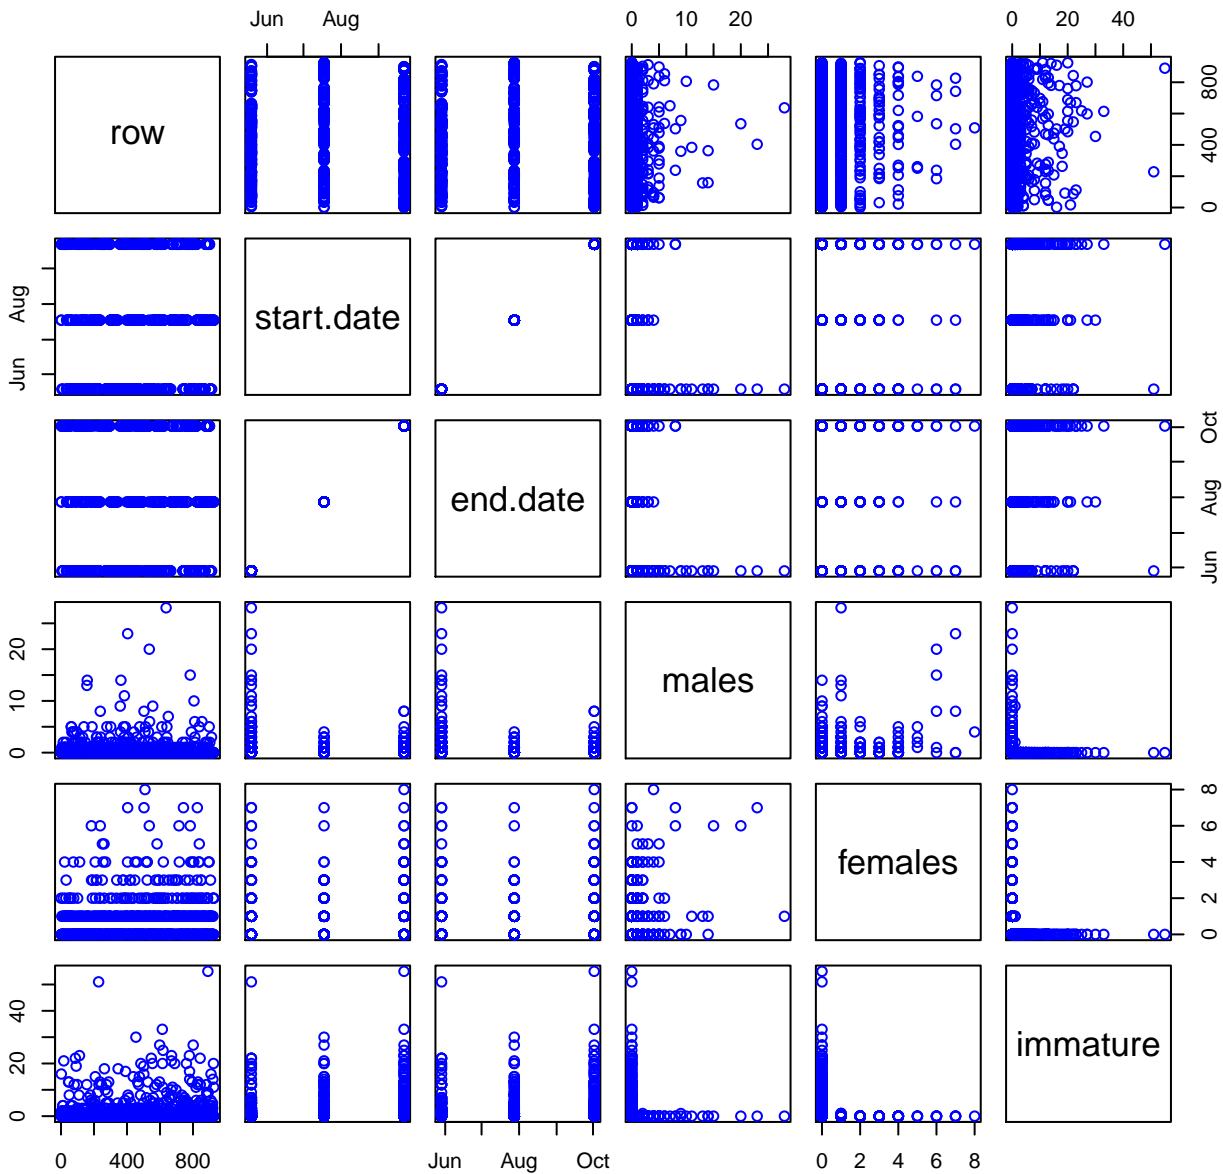 Jun Aug 0 10 20 0 20 40
row
0 400 800
Jun Aug
start.date
end.date
Jun Aug Oct
0 10 20
males
females
0 2 4 6 8
0 20 40
immature
0 400 800 Jun Aug Oct 0 2 4 6 8